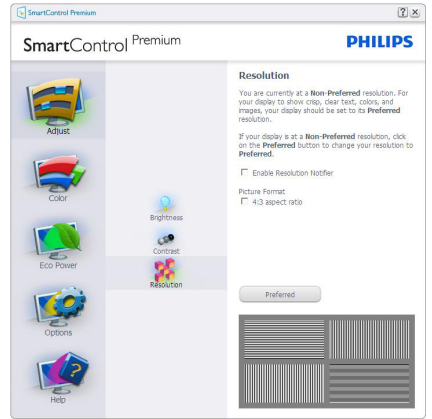 SmartControl Premium
SmartControl Premium
PHILIPS
Adjust
Color
Eco Power
Options
Help
Brightness
Contrast
Resolution
Resolution
You are currently at a Non-Preferred resolution. For
your display to show crisp, clear text, colors, and
images, your display should be set to its Preferred
resolution.
If your display is at a Non-Preferred resolution, click
on the Preferred button to change your resolution to
Preferred.
Enable Resolution Notifier
Picture Format
4:3 aspect ratio
Preferred